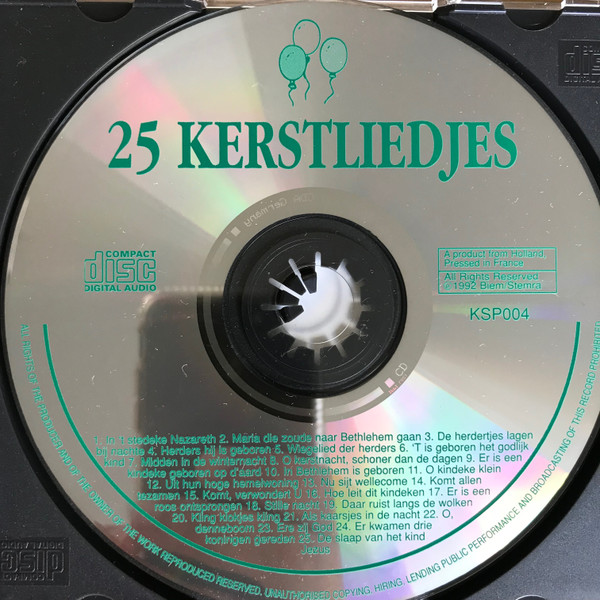 25 KERSTLIEDJES
COMPACT
disc
DIGITAL AUDIO
A product from Holland,
Pressed in France
All Rights Reserved
℗ 1992 Biem Stemra
KSP004
CD
1. In 't stedeke Nazareth 2. Maria die zoude naar Bethlehem gaan 3. De herdertjes lagen
bij nachte 4. Herders hij is geboren 5. Wiegelied der herders 6. 'T is geboren het godlijk
kind 7. Midden in de winternacht 8. O kerstnacht, schoner dan de dagen 9. Er is een
kindeke geboren op d'aard 10. In Bethlehem is geboren 11. O kindeke klein
12. Uit hun hoge hemelwoning 13. Nu sijt wellecome 14. Komt allen
tezamen 15. Komt, verwonderd U 16. Hoe leit dit kindeken 17. Er is een
roos ontsprongen 18. Stille nacht 19. Daar ruist langs de wolken
20. Kling klokjes kling 21. Als kaarsjes in de nacht 22. O,
denneboom 23. Ere zij God 24. Er kwamen drie
koningen gereden 25. De slaap van het kind
Jezus
ALL RIGHTS OF THE PRODUCER AND OF THE OWNER OF THE WORK REPRODUCED RESERVED. UNAUTHORISED COPYING, HIRING, LENDING PUBLIC PERFORMANCE AND BROADCASTING OF THIS RECORD PROHIBITED.